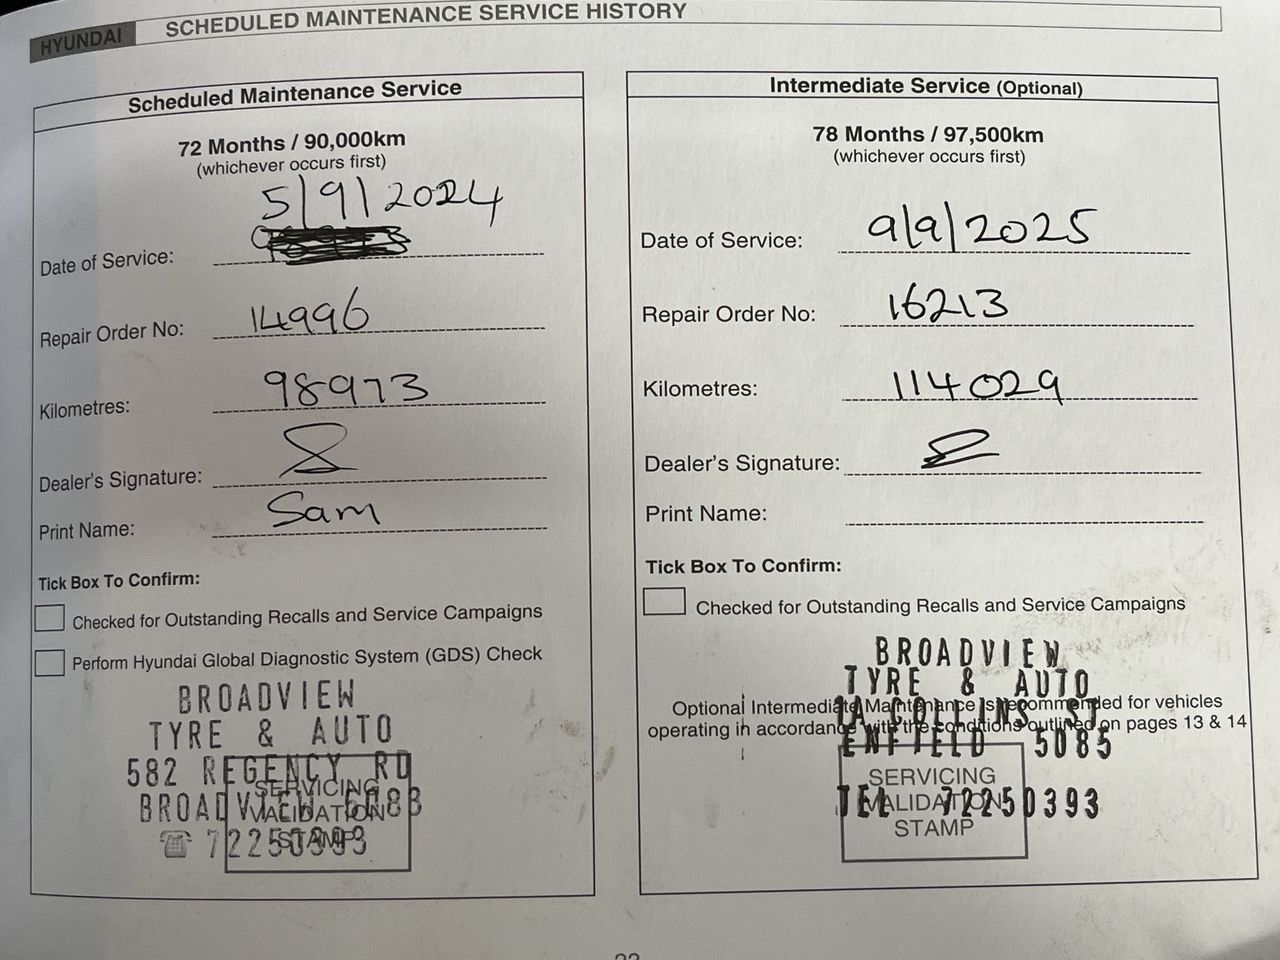 HYUNDAI
SCHEDULED MAINTENANCE SERVICE HISTORY
Scheduled Maintenance Service
72 Months / 90,000km
(whichever occurs first)
5/9/2024
Date of Service:
Repair Order No: 14996
Kilometres: 98973
Dealer's Signature:
Print Name: Sam
Tick Box To Confirm:
Checked for Outstanding Recalls and Service Campaigns
Perform Hyundai Global Diagnostic System (GDS) Check
BROADVIEW
TYRE & AUTO
582 REGENCY RD
BROADVIEW 5083
☎ 72250393
SERVICING
VALIDATION
STAMP
Intermediate Service (Optional)
78 Months / 97,500km
(whichever occurs first)
Date of Service: 9/9/2025
Repair Order No: 16213
Kilometres: 114029
Dealer's Signature:
Print Name:
Tick Box To Confirm:
Checked for Outstanding Recalls and Service Campaigns
BROADVIEW
TYRE & AUTO
1A COLLINS ST
ENFIELD 5085
TEL 72250393
Optional Intermediate Maintenance is recommended for vehicles
operating in accordance with the conditions outlined on pages 13 & 14
SERVICING
VALIDATION
STAMP